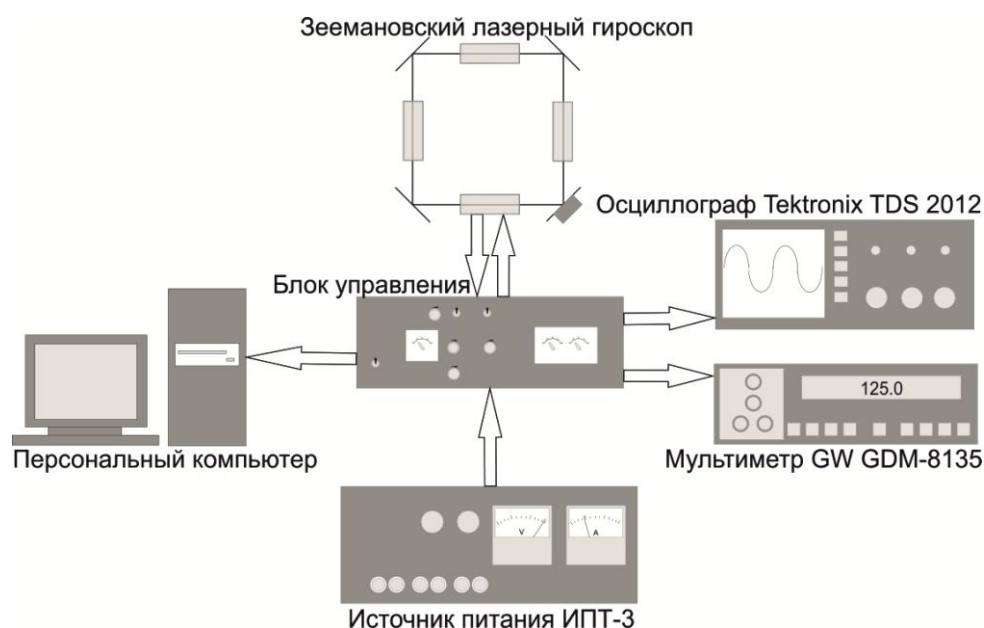 Зеемановский лазерный гироскоп
Осциллограф Tektronix TDS 2012
Блок управления
125.0
Персональный компьютер
Мультиметр GW GDM-8135
V
A
Источник питания ИПТ-3